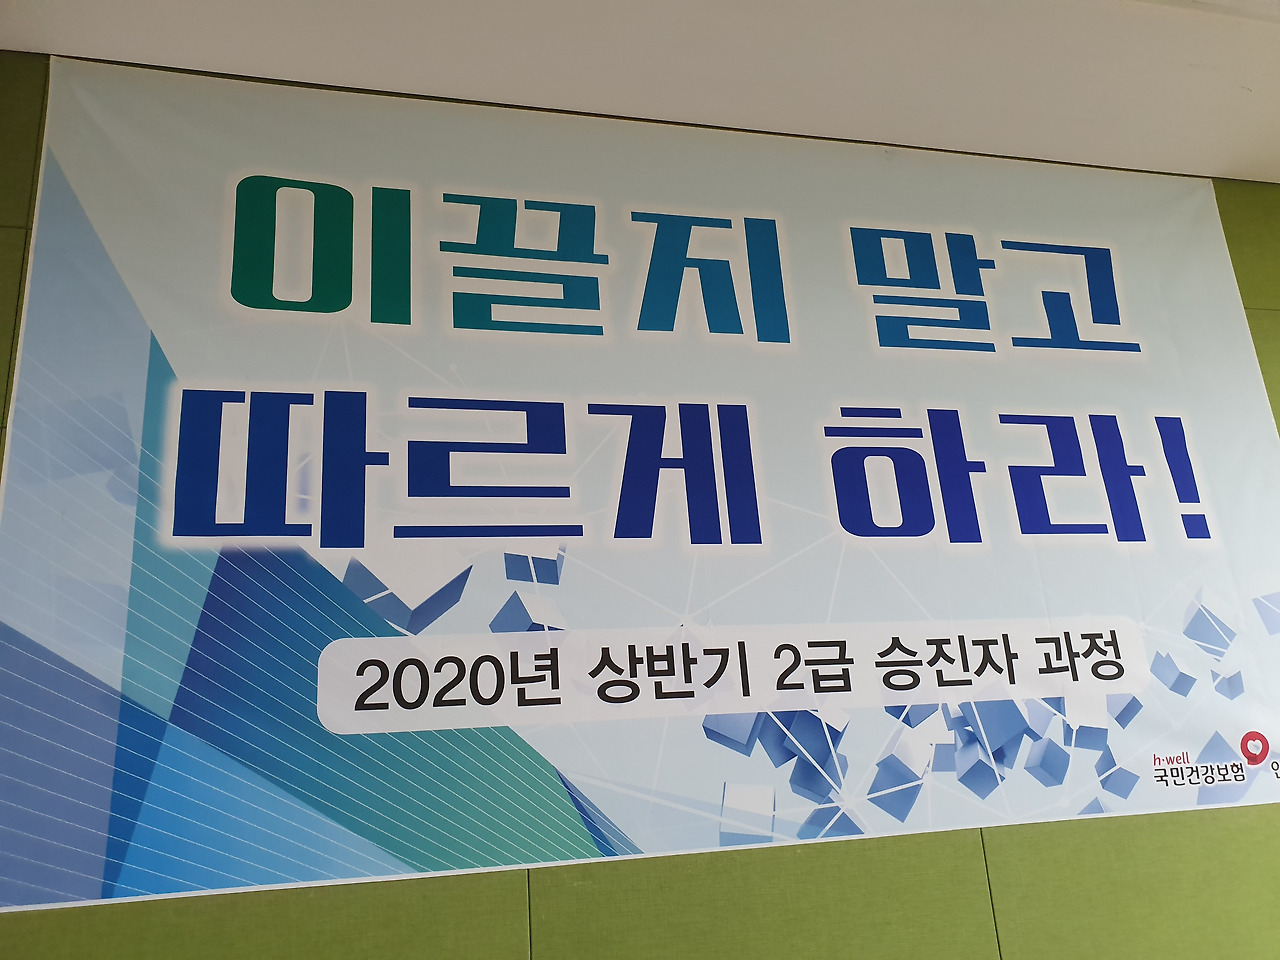 이끌지 말고
따르게 하라!
2020년 상반기 2급 승진자 과정
h·well
국민건강보험